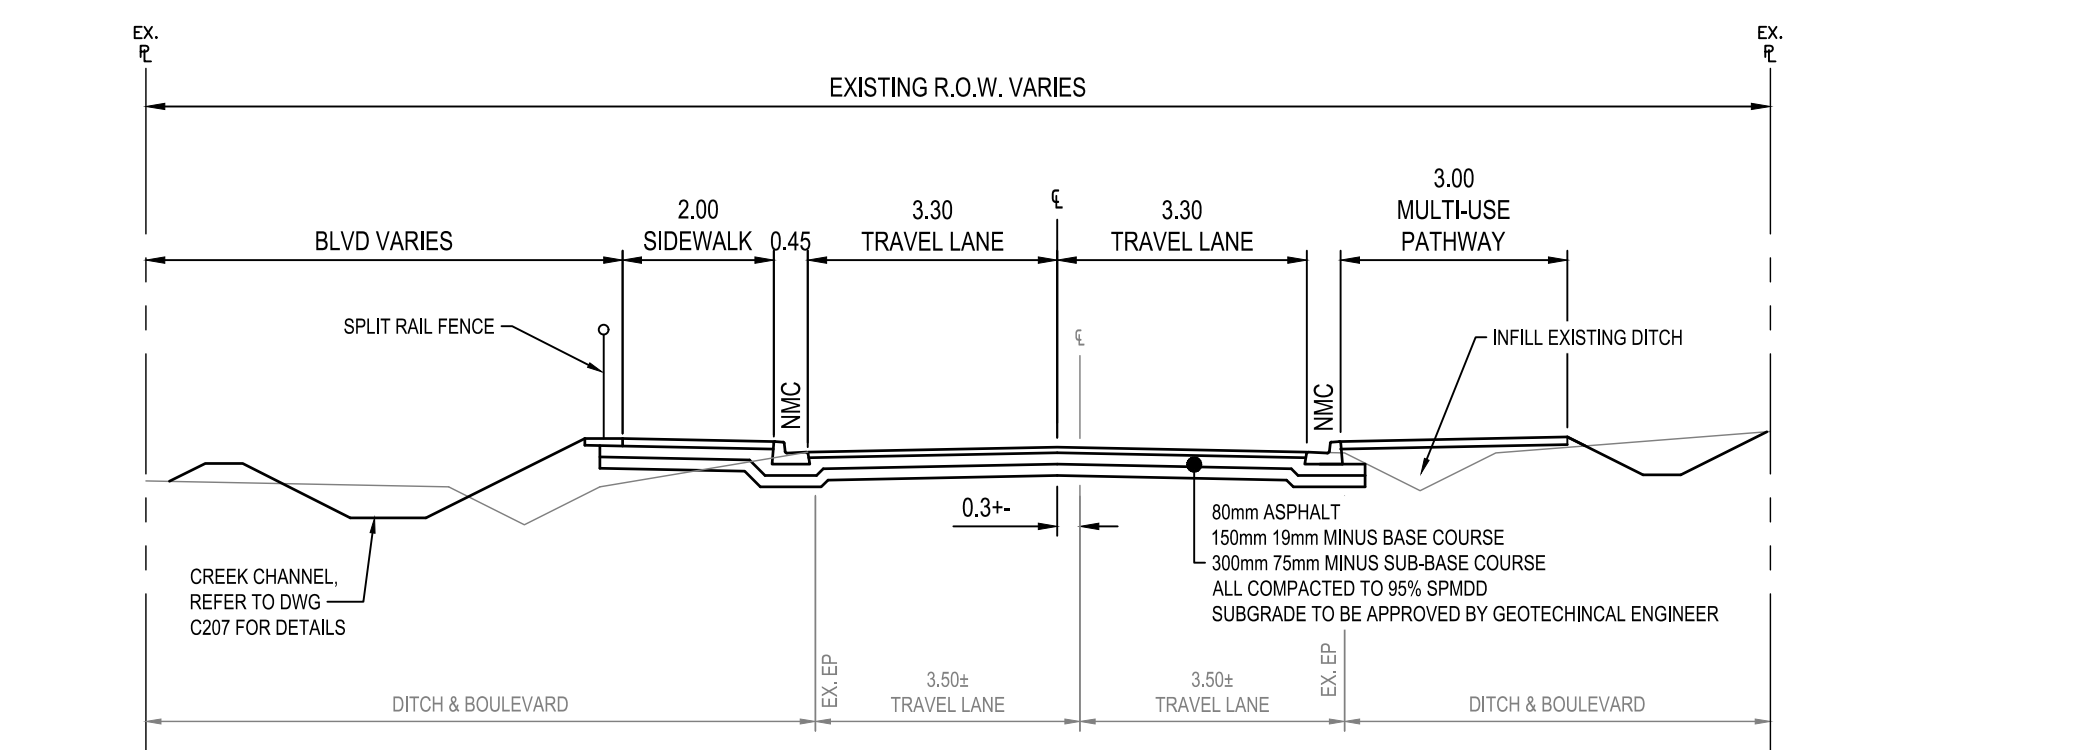 EX.
℄
EX.
℄
EXISTING R.O.W. VARIES
BLVD VARIES
2.00
SIDEWALK
0.45
3.30
TRAVEL LANE
℄
3.30
TRAVEL LANE
3.00
MULTI-USE
PATHWAY
SPLIT RAIL FENCE
NMC
℄
NMC
INFILL EXISTING DITCH
0.3+-
80mm ASPHALT
150mm 19mm MINUS BASE COURSE
300mm 75mm MINUS SUB-BASE COURSE
ALL COMPACTED TO 95% SPMDD
SUBGRADE TO BE APPROVED BY GEOTECHINCAL ENGINEER
CREEK CHANNEL,
REFER TO DWG
C207 FOR DETAILS
DITCH & BOULEVARD
EX. EP
3.50±
TRAVEL LANE
3.50±
TRAVEL LANE
EX. EP
DITCH & BOULEVARD